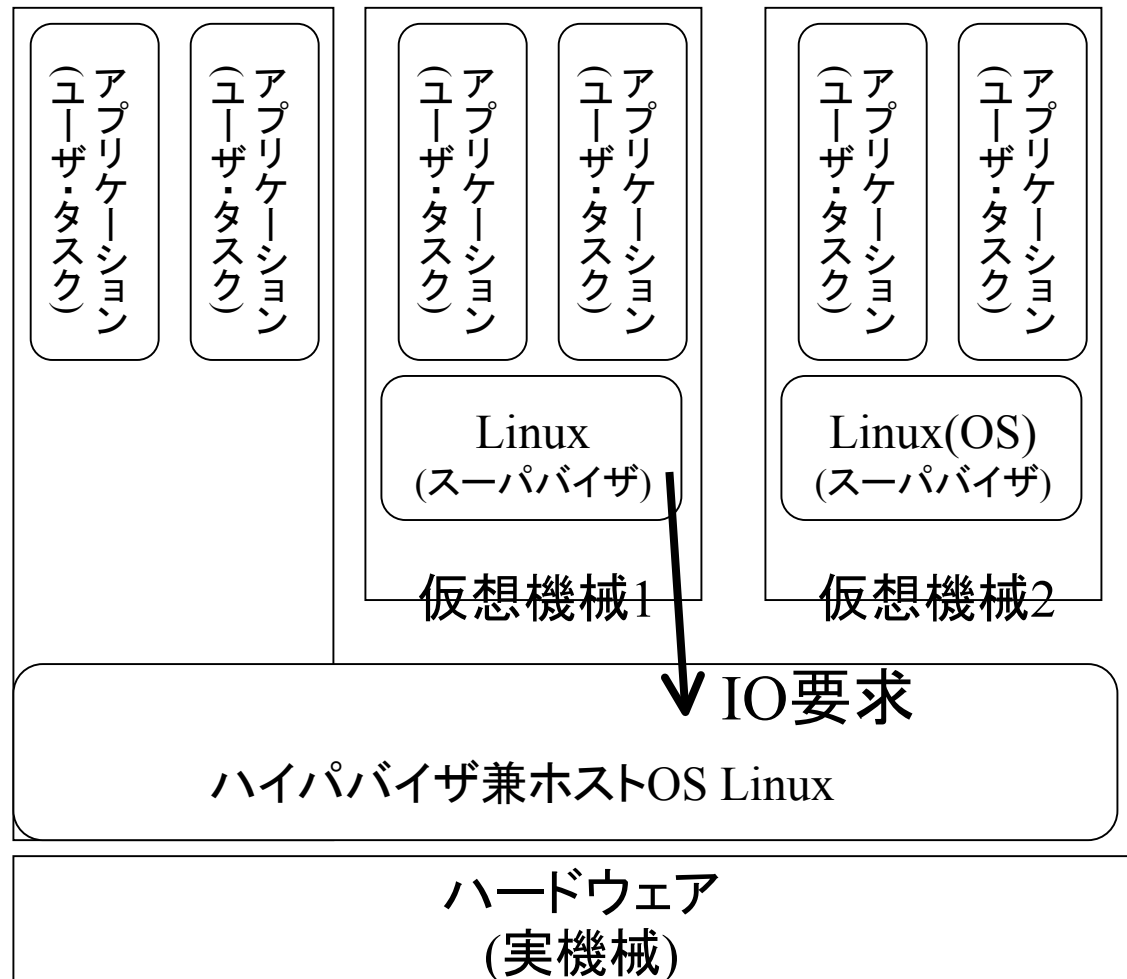 アプリケーション
(ユーザ・タスク)
アプリケーション
(ユーザ・タスク)
アプリケーション
(ユーザ・タスク)
アプリケーション
(ユーザ・タスク)
アプリケーション
(ユーザ・タスク)
アプリケーション
(ユーザ・タスク)
Linux
(スーパバイザ)
Linux(OS)
(スーパバイザ)
仮想機械1
仮想機械2
IO要求
ハイパバイザ兼ホストOS Linux
ハードウェア
(実機械)